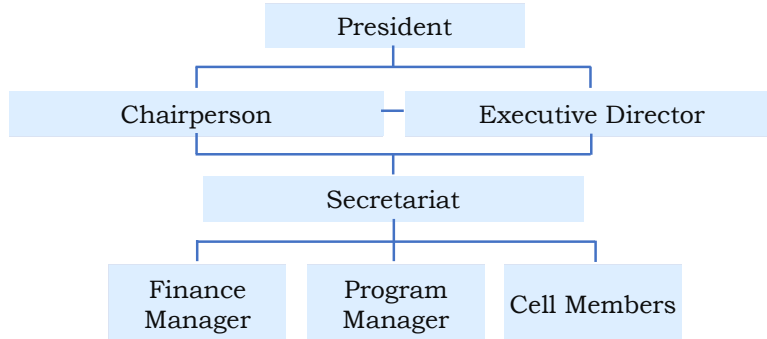 President
Chairperson
Executive Director
Secretariat
Finance
Manager
Program
Manager
Cell Members